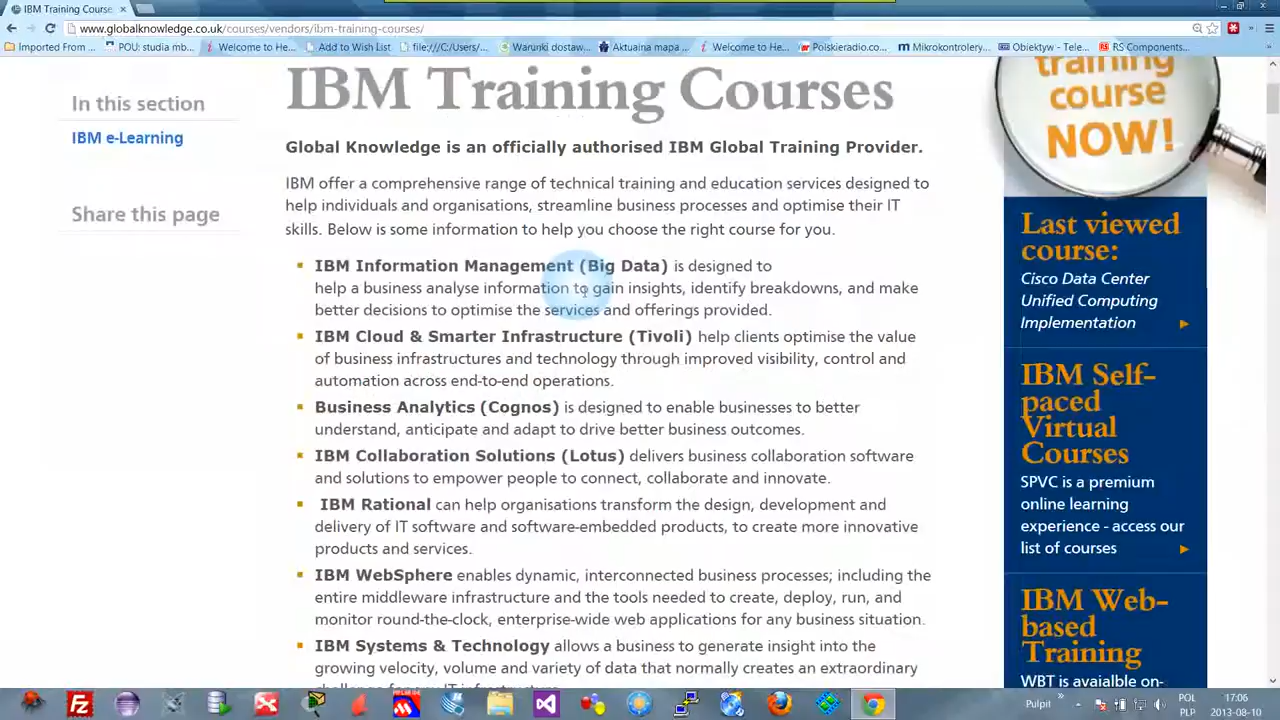 IBM Training Courses
www.globalknowledge.co.uk/courses/vendors/ibm-training-courses/
Imported From ...
POU: studia mb...
Welcome to He...
Add to Wish List
file:///C:/Users/...
Warunki dostaw...
Aktualna mapa ...
Welcome to He...
Polskieradio.co...
Mikrokontrolery...
Obiektyw - Tele...
RS Components...
In this section
IBM e-Learning
Share this page
IBM Training Courses
Global Knowledge is an officially authorised IBM Global Training Provider.
IBM offer a comprehensive range of technical training and education services designed to
help individuals and organisations, streamline business processes and optimise their IT
skills. Below is some information to help you choose the right course for you.
IBM Information Management (Big Data) is designed to
help a business analyse information to gain insights, identify breakdowns, and make
better decisions to optimise the services and offerings provided.
IBM Cloud & Smarter Infrastructure (Tivoli) help clients optimise the value
of business infrastructures and technology through improved visibility, control and
automation across end-to-end operations.
Business Analytics (Cognos) is designed to enable businesses to better
understand, anticipate and adapt to drive better business outcomes.
IBM Collaboration Solutions (Lotus) delivers business collaboration software
and solutions to empower people to connect, collaborate and innovate.
IBM Rational can help organisations transform the design, development and
delivery of IT software and software-embedded products, to create more innovative
products and services.
IBM WebSphere enables dynamic, interconnected business processes; including the
entire middleware infrastructure and the tools needed to create, deploy, run, and
monitor round-the-clock, enterprise-wide web applications for any business situation.
IBM Systems & Technology allows a business to generate insight into the
growing velocity, volume and variety of data that normally creates an extraordinary
training
course
NOW!
Last viewed
course:
Cisco Data Center
Unified Computing
Implementation
IBM Self-
paced
Virtual
Courses
SPVC is a premium
online learning
experience - access our
list of courses
IBM Web-
based
Training
WBT is avaialble on-
Pulpit
POL
PLP
17:06
2013-08-10